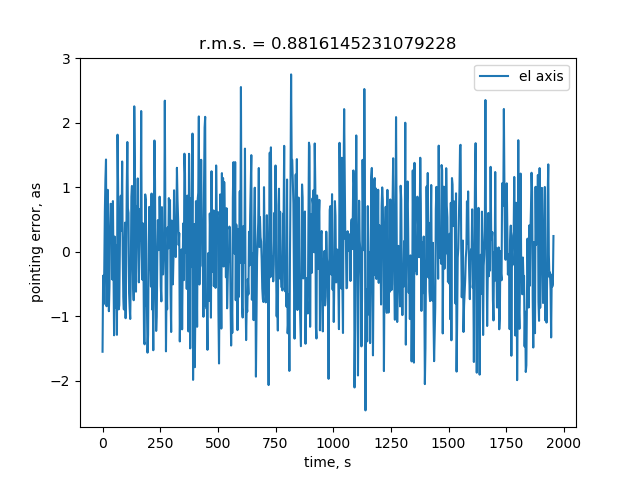 r.m.s. = 0.8816145231079228
el axis
3
2
1
0
−1
−2
pointing error, as
0 250 500 750 1000 1250 1500 1750 2000
time, s